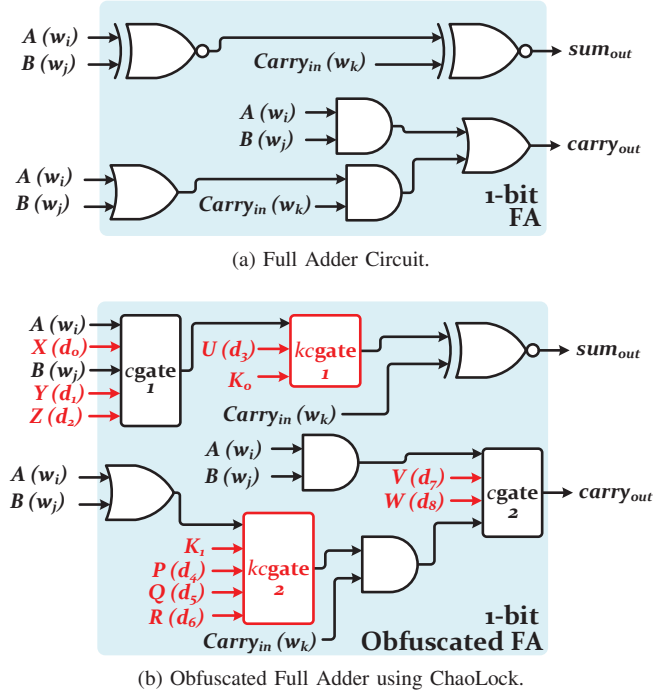 A (wᵢ)
B (wⱼ)
Carryᵢₙ (wₖ)
sumₒᵤₜ
A (wᵢ)
B (wⱼ)
carryₒᵤₜ
A (wᵢ)
B (wⱼ)
Carryᵢₙ (wₖ)
1-bit
FA
(a) Full Adder Circuit.
A (wᵢ)
X (d₀)
B (wⱼ)
Y (d₁)
Z (d₂)
cgate
1
U (d₃)
K₀
kcgate
1
Carryᵢₙ (wₖ)
sumₒᵤₜ
A (wᵢ)
B (wⱼ)
A (wᵢ)
B (wⱼ)
V (d₇)
W (d₈)
cgate
2
carryₒᵤₜ
K₁
P (d₄)
Q (d₅)
R (d₆)
kcgate
2
Carryᵢₙ (wₖ)
1-bit
Obfuscated FA
(b) Obfuscated Full Adder using ChaoLock.